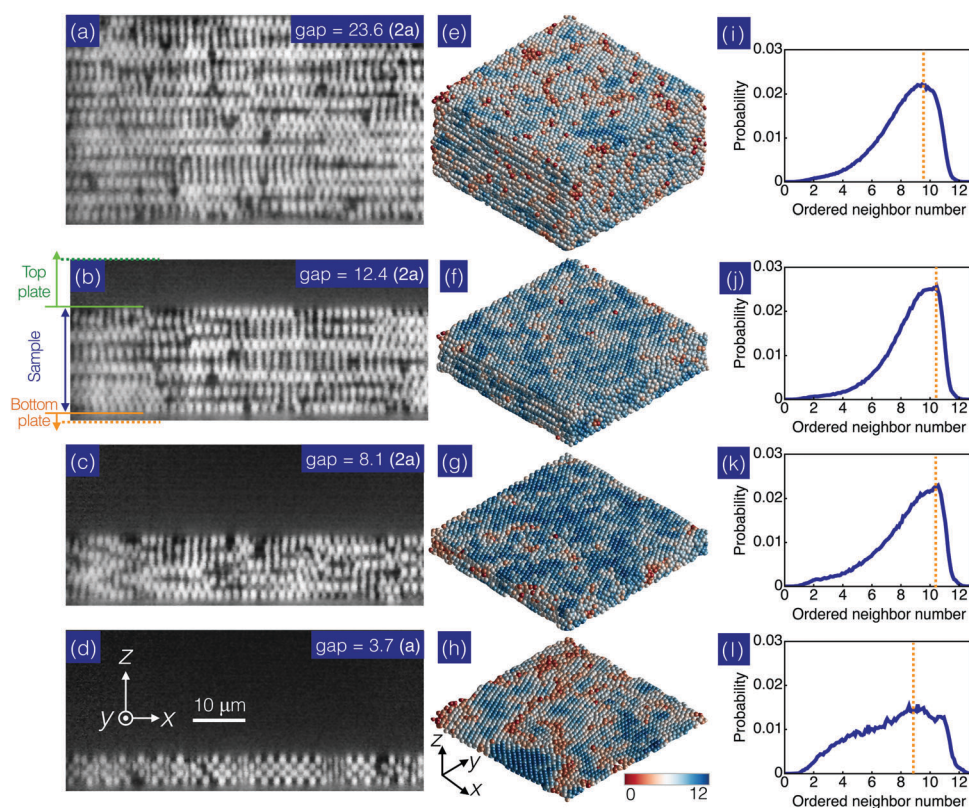 (a)
gap = 23.6 (2a)
(e)
(i)
0.03
0.02
0.01
0
Probability
0 2 4 6 8 10 12
Ordered neighbor number
Top
plate
Sample
Bottom
plate
(b)
gap = 12.4 (2a)
(f)
(j)
0.03
0.02
0.01
0
Probability
0 2 4 6 8 10 12
Ordered neighbor number
(c)
gap = 8.1 (2a)
(g)
(k)
0.03
0.02
0.01
0
Probability
0 2 4 6 8 10 12
Ordered neighbor number
(d)
gap = 3.7 (a)
z
y
x
10 μm
(h)
z
y
x
0 12
(l)
0.03
0.02
0.01
0
Probability
0 2 4 6 8 10 12
Ordered neighbor number